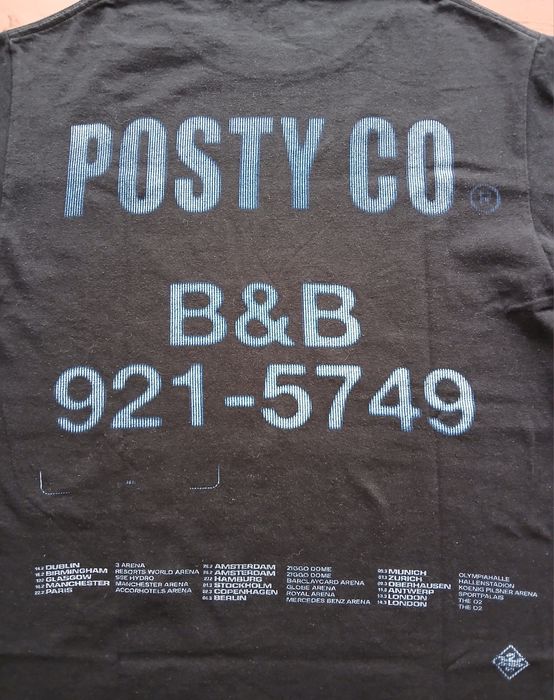 POSTY CO
B&B
921-5749
DUBLIN 3 ARENA
BIRMINGHAM RESORTS WORLD ARENA
GLASGOW SSE HYDRO
MANCHESTER MANCHESTER ARENA
PARIS ACCORHOTELS ARENA
AMSTERDAM ZIGGO DOME
AMSTERDAM ZIGGO DOME
HAMBURG BARCLAYCARD ARENA
STOCKHOLM GLOBE ARENA
COPENHAGEN ROYAL ARENA
BERLIN MERCEDES BENZ ARENA
MUNICH OLYMPIAHALLE
ZURICH HALLENSTADION
OBERHAUSEN KOENIG PILSNER ARENA
ANTWERP SPORTPALAIS
LONDON THE O2
LONDON THE O2